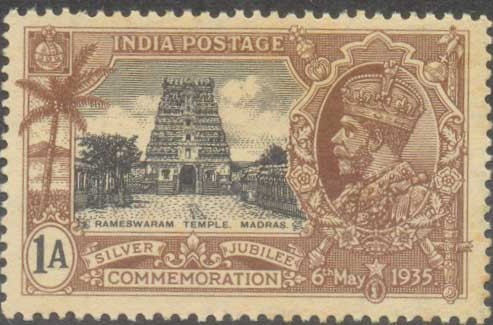 INDIA POSTAGE
RAMESWARAM TEMPLE. MADRAS.
1A
SILVER JUBILEE
COMMEMORATION
6th May 1935